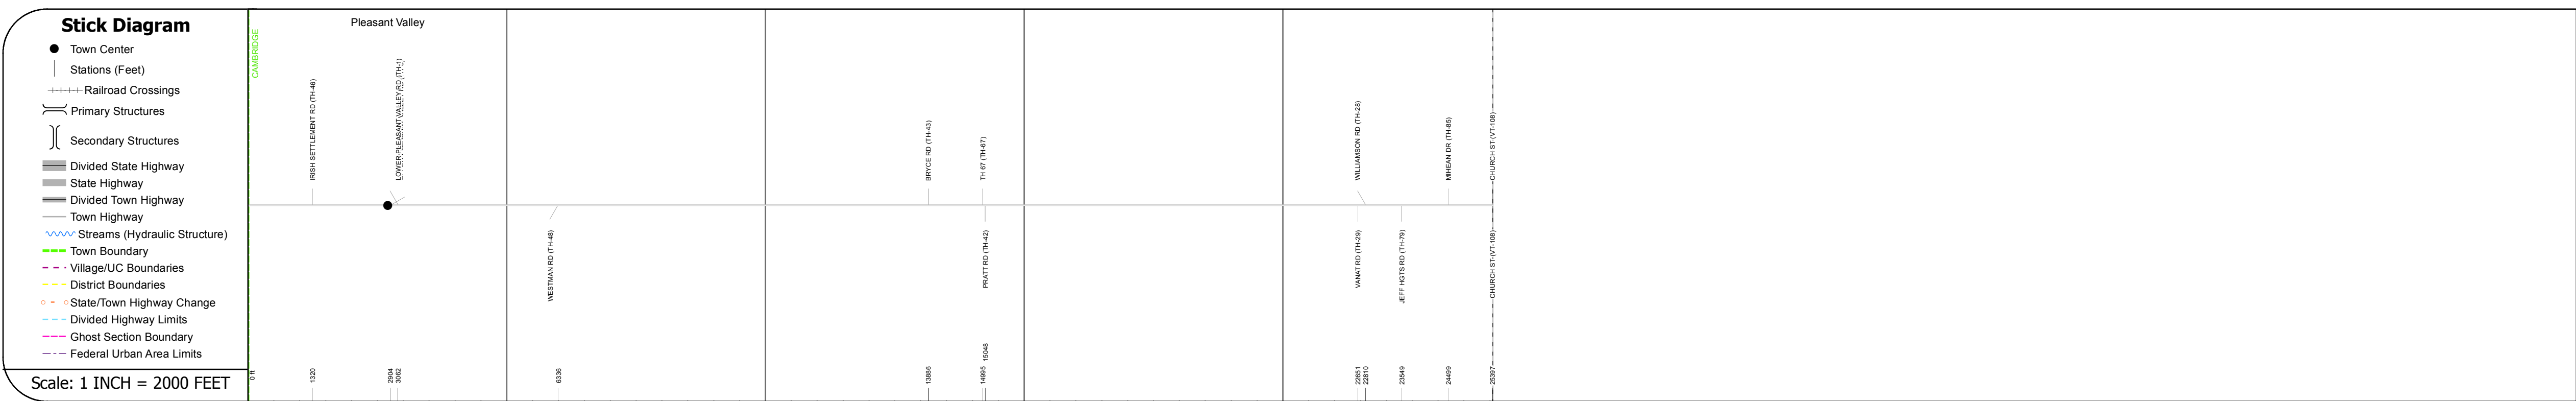 Stick Diagram
Town Center
Stations (Feet)
Railroad Crossings
Primary Structures
Secondary Structures
Divided State Highway
State Highway
Divided Town Highway
Town Highway
Streams (Hydraulic Structure)
Town Boundary
Village/UC Boundaries
District Boundaries
State/Town Highway Change
Divided Highway Limits
Ghost Section Boundary
Federal Urban Area Limits
Scale: 1 INCH = 2000 FEET
CAMBRIDGE
Pleasant Valley
IRISH SETTLEMENT RD (TH-46)
LOWER PLEASANT VALLEY RD (TH-1)
WESTMAN RD (TH-48)
BRYCE RD (TH-43)
TH 67 (TH-67)
PRATT RD (TH-42)
WILLIAMSON RD (TH-28)
VANAT RD (TH-29)
JEFF HGTS RD (TH-79)
MIHEAN DR (TH-85)
CHURCH ST (VT-108)
CHURCH ST (VT-108)
0 ft
1320
2904
3062
6336
13886
14995
15048
22651
22810
23549
24499
25397